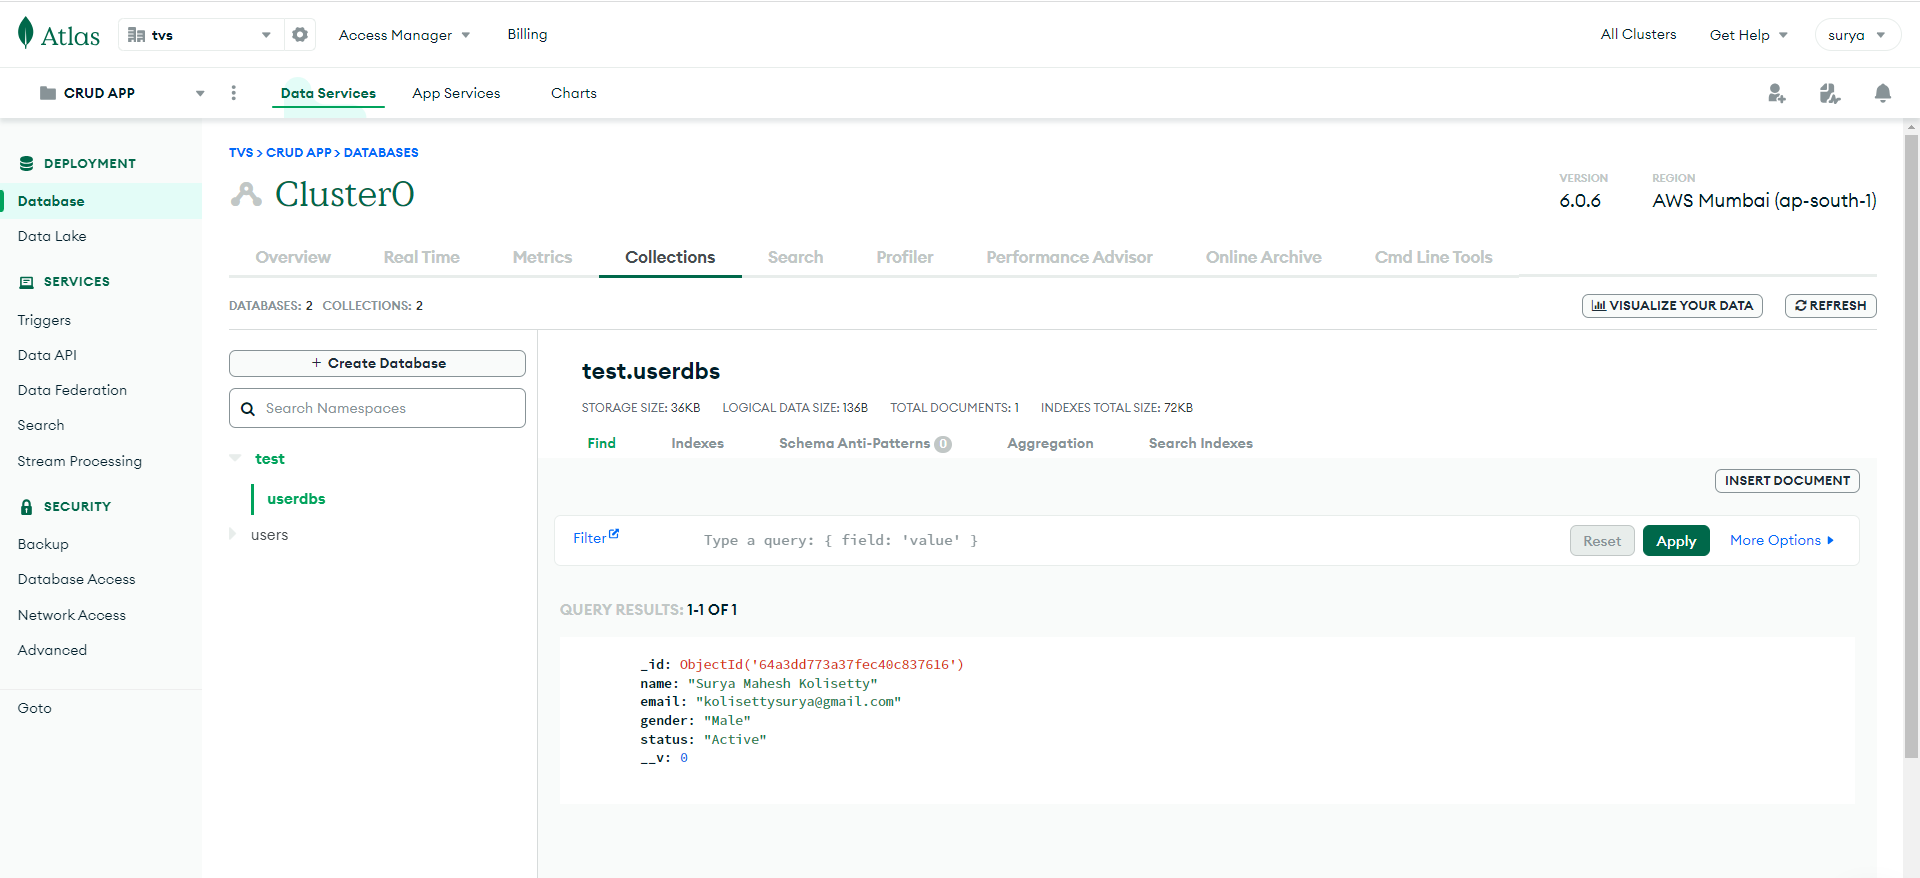 Atlas tvs Access Manager Billing All Clusters Get Help surya
CRUD APP Data Services App Services Charts
DEPLOYMENT
Database
Data Lake
SERVICES
Triggers
Data API
Data Federation
Search
Stream Processing
SECURITY
Backup
Database Access
Network Access
Advanced
Goto
TVS > CRUD APP > DATABASES
Cluster0
VERSION
6.0.6
REGION
AWS Mumbai (ap-south-1)
Overview Real Time Metrics Collections Search Profiler Performance Advisor Online Archive Cmd Line Tools
DATABASES: 2 COLLECTIONS: 2 VISUALIZE YOUR DATA REFRESH
+ Create Database
Search Namespaces
test
userdbs
users
test.userdbs
STORAGE SIZE: 36KB LOGICAL DATA SIZE: 136B TOTAL DOCUMENTS: 1 INDEXES TOTAL SIZE: 72KB
Find Indexes Schema Anti-Patterns 0 Aggregation Search Indexes
INSERT DOCUMENT
Filter Type a query: { field: 'value' } Reset Apply More Options
QUERY RESULTS: 1-1 OF 1
_id: ObjectId('64a3dd773a37fec40c837616')
name: "Surya Mahesh Kolisetty"
email: "kolisettysurya@gmail.com"
gender: "Male"
status: "Active"
__v: 0